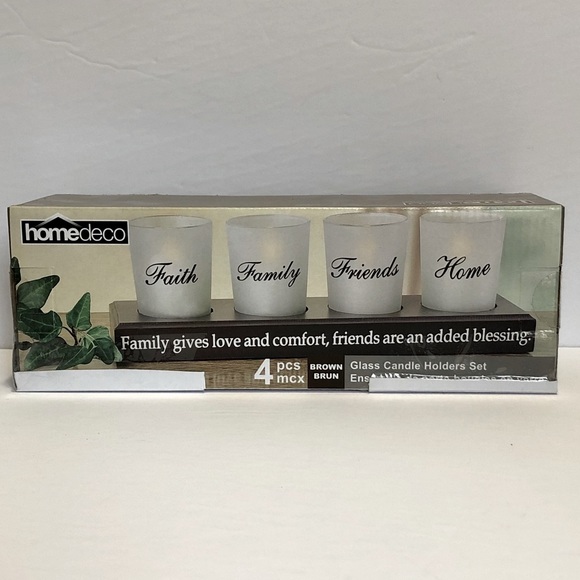 homedeco
Faith Family Friends Home
Family gives love and comfort, friends are an added blessing.
4 pcs mcx
BROWN BRUN
Glass Candle Holders Set